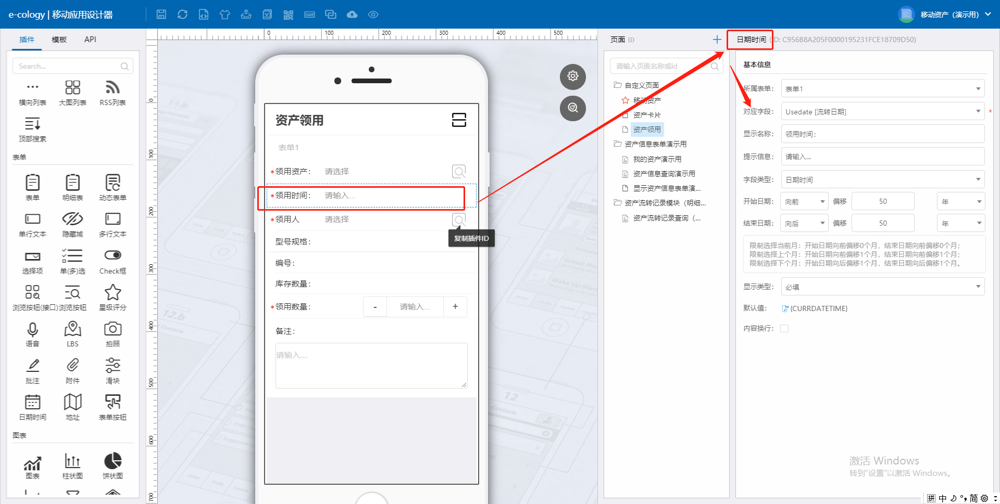 e-cology | 移动应用设计器
移动资产（演示用）
插件
模板
API
Search...
横向列表
大图列表
RSS列表
顶部搜索
表单
表单
明细表
动态表单
单行文本
隐藏域
多行文本
选择项
单(多)选
Check框
浏览按钮(接口)
浏览按钮
星级评分
语音
LBS
拍照
批注
附件
滑块
日期时间
地址
表单按钮
图表
图表
柱状图
饼状图
0
100
200
300
400
500
0
100
200
300
400
500
600
700
资产领用
表单1
*领用资产：
请选择
*领用时间：
请输入...
*领用人
请选择
复制插件ID
型号规格：
编号：
库存数量：
*领用数量：
-
请输入...
+
备注：
请输入...
页面 ID
请输入页面名称或id
自定义页面
移动资产
资产卡片
资产领用
资产信息表单演示用
我的资产演示用
资产信息查询演示用
显示资产信息表单演...
资产流转记录模块（明细...
资产流转记录查询（...
日期时间 (ID: C956B8A205F0000195231FCE18709D50)
基本信息
所属表单：
表单1
对应字段：
Usedate [流转日期]
*
显示名称：
领用时间：
提示信息：
请输入...
字段类型：
日期时间
开始日期：
向前
偏移
50
年
结束日期：
向后
偏移
50
年
限制选择当前月：开始日期向前偏移0个月，结束日期向前偏移0个月；
限制选择上个月：开始日期向前偏移1个月，结束日期向前偏移1个月；
限制选择下个月：开始日期向后偏移1个月，结束日期向后偏移1个月。
显示类型：
必填
默认值：
{CURRDATETIME}
内容换行：
激活 Windows
转到"设置"以激活 Windows。
拼 中 简